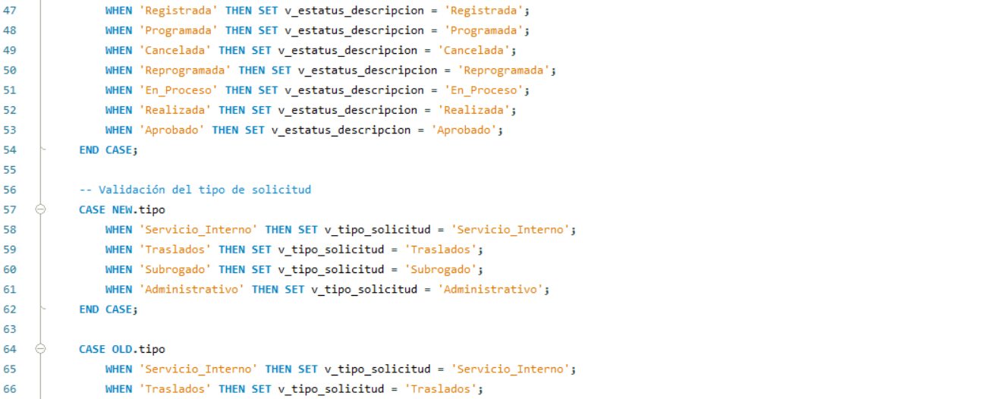 47 WHEN 'Registrada' THEN SET v_estatus_descripcion = 'Registrada';
48 WHEN 'Programada' THEN SET v_estatus_descripcion = 'Programada';
49 WHEN 'Cancelada' THEN SET v_estatus_descripcion = 'Cancelada';
50 WHEN 'Reprogramada' THEN SET v_estatus_descripcion = 'Reprogramada';
51 WHEN 'En_Proceso' THEN SET v_estatus_descripcion = 'En_Proceso';
52 WHEN 'Realizada' THEN SET v_estatus_descripcion = 'Realizada';
53 WHEN 'Aprobado' THEN SET v_estatus_descripcion = 'Aprobado';
54 END CASE;
55
56 -- Validación del tipo de solicitud
57 CASE NEW.tipo
58 WHEN 'Servicio_Interno' THEN SET v_tipo_solicitud = 'Servicio_Interno';
59 WHEN 'Traslados' THEN SET v_tipo_solicitud = 'Traslados';
60 WHEN 'Subrogado' THEN SET v_tipo_solicitud = 'Subrogado';
61 WHEN 'Administrativo' THEN SET v_tipo_solicitud = 'Administrativo';
62 END CASE;
63
64 CASE OLD.tipo
65 WHEN 'Servicio_Interno' THEN SET v_tipo_solicitud = 'Servicio_Interno';
66 WHEN 'Traslados' THEN SET v_tipo_solicitud = 'Traslados';